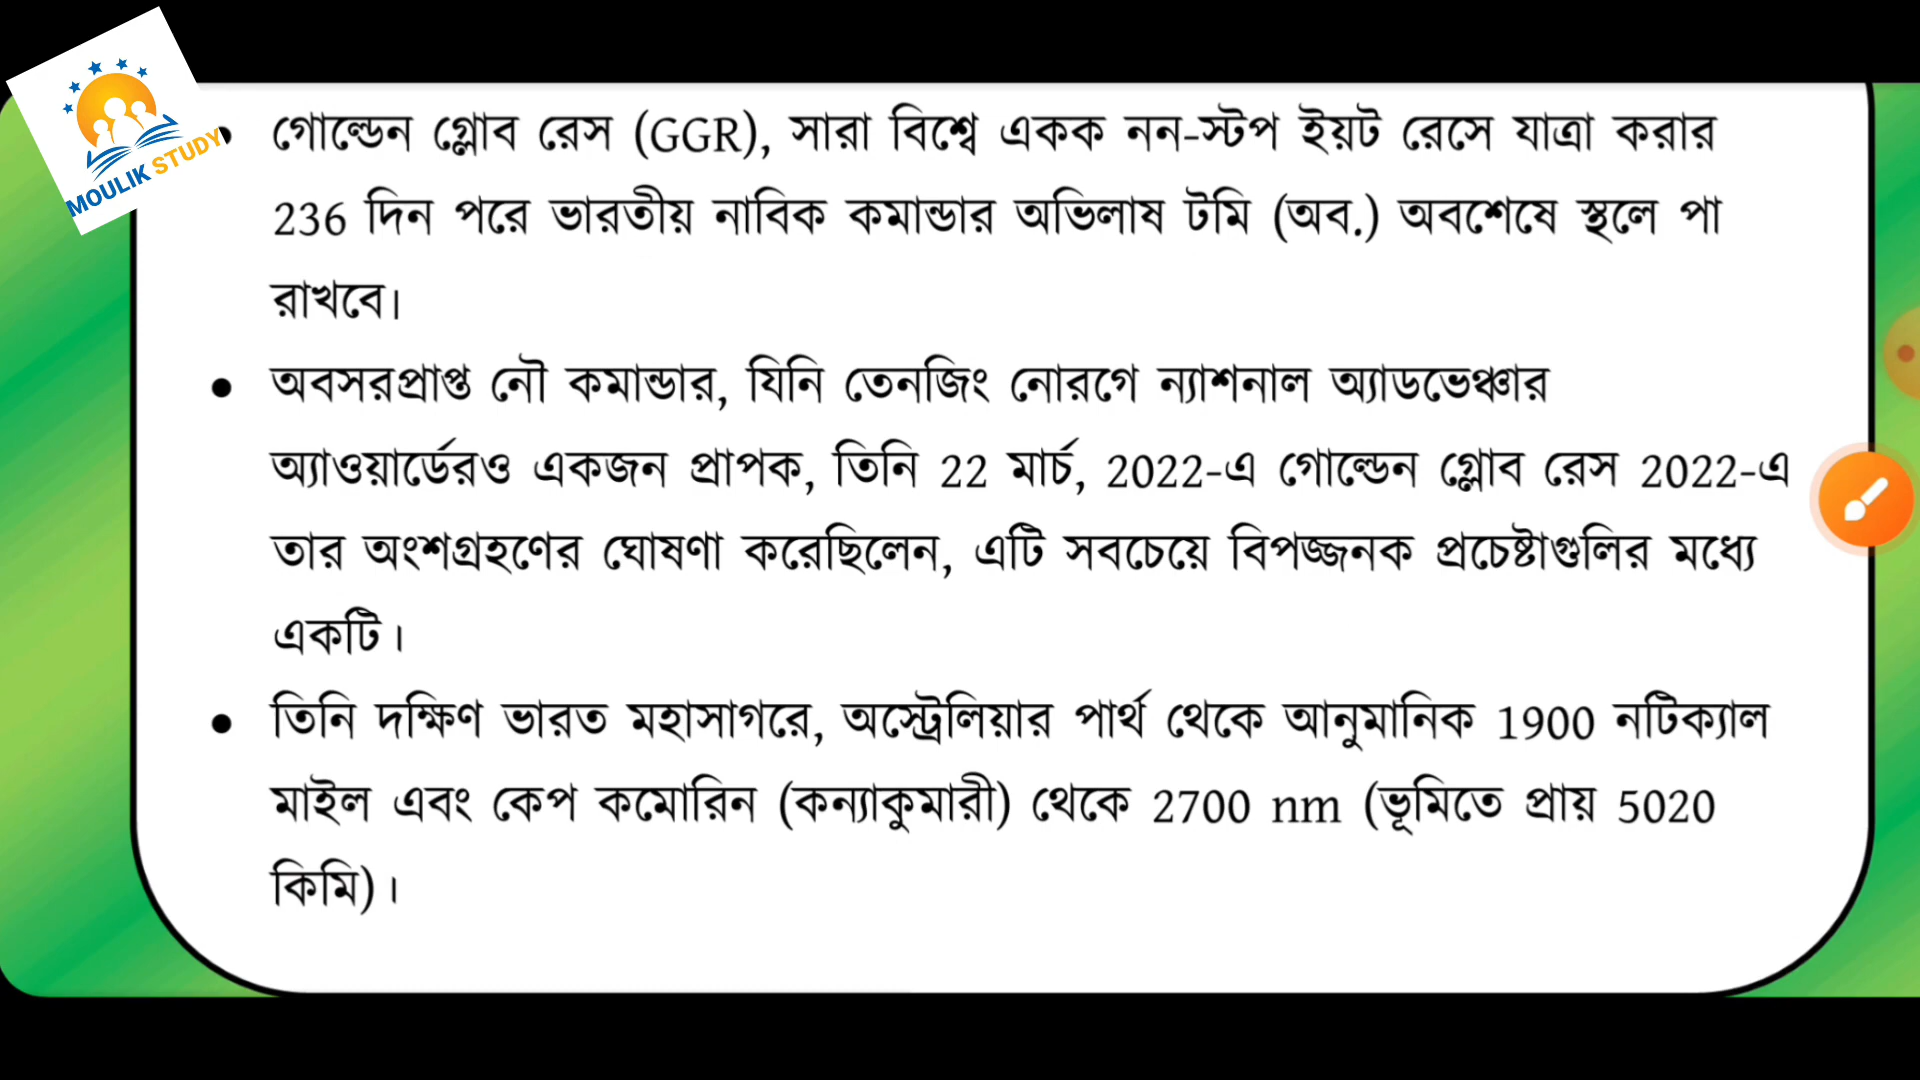 MOULIK STUDY
• গোল্ডেন গ্লোব রেস (GGR), সারা বিশ্বে একক নন-স্টপ ইয়ট রেসে যাত্রা করার
236 দিন পরে ভারতীয় নাবিক কমান্ডার অভিলাষ টমি (অব.) অবশেষে স্থলে পা
রাখবে।
• অবসরপ্রাপ্ত নৌ কমান্ডার, যিনি তেনজিং নোরগে ন্যাশনাল অ্যাডভেঞ্চার
অ্যাওয়ার্ডেরও একজন প্রাপক, তিনি 22 মার্চ, 2022-এ গোল্ডেন গ্লোব রেস 2022-এ
তার অংশগ্রহণের ঘোষণা করেছিলেন, এটি সবচেয়ে বিপজ্জনক প্রচেষ্টাগুলির মধ্যে
একটি।
• তিনি দক্ষিণ ভারত মহাসাগরে, অস্ট্রেলিয়ার পার্থ থেকে আনুমানিক 1900 নটিক্যাল
মাইল এবং কেপ কমোরিন (কন্যাকুমারী) থেকে 2700 nm (ভূমিতে প্রায় 5020
কিমি)।